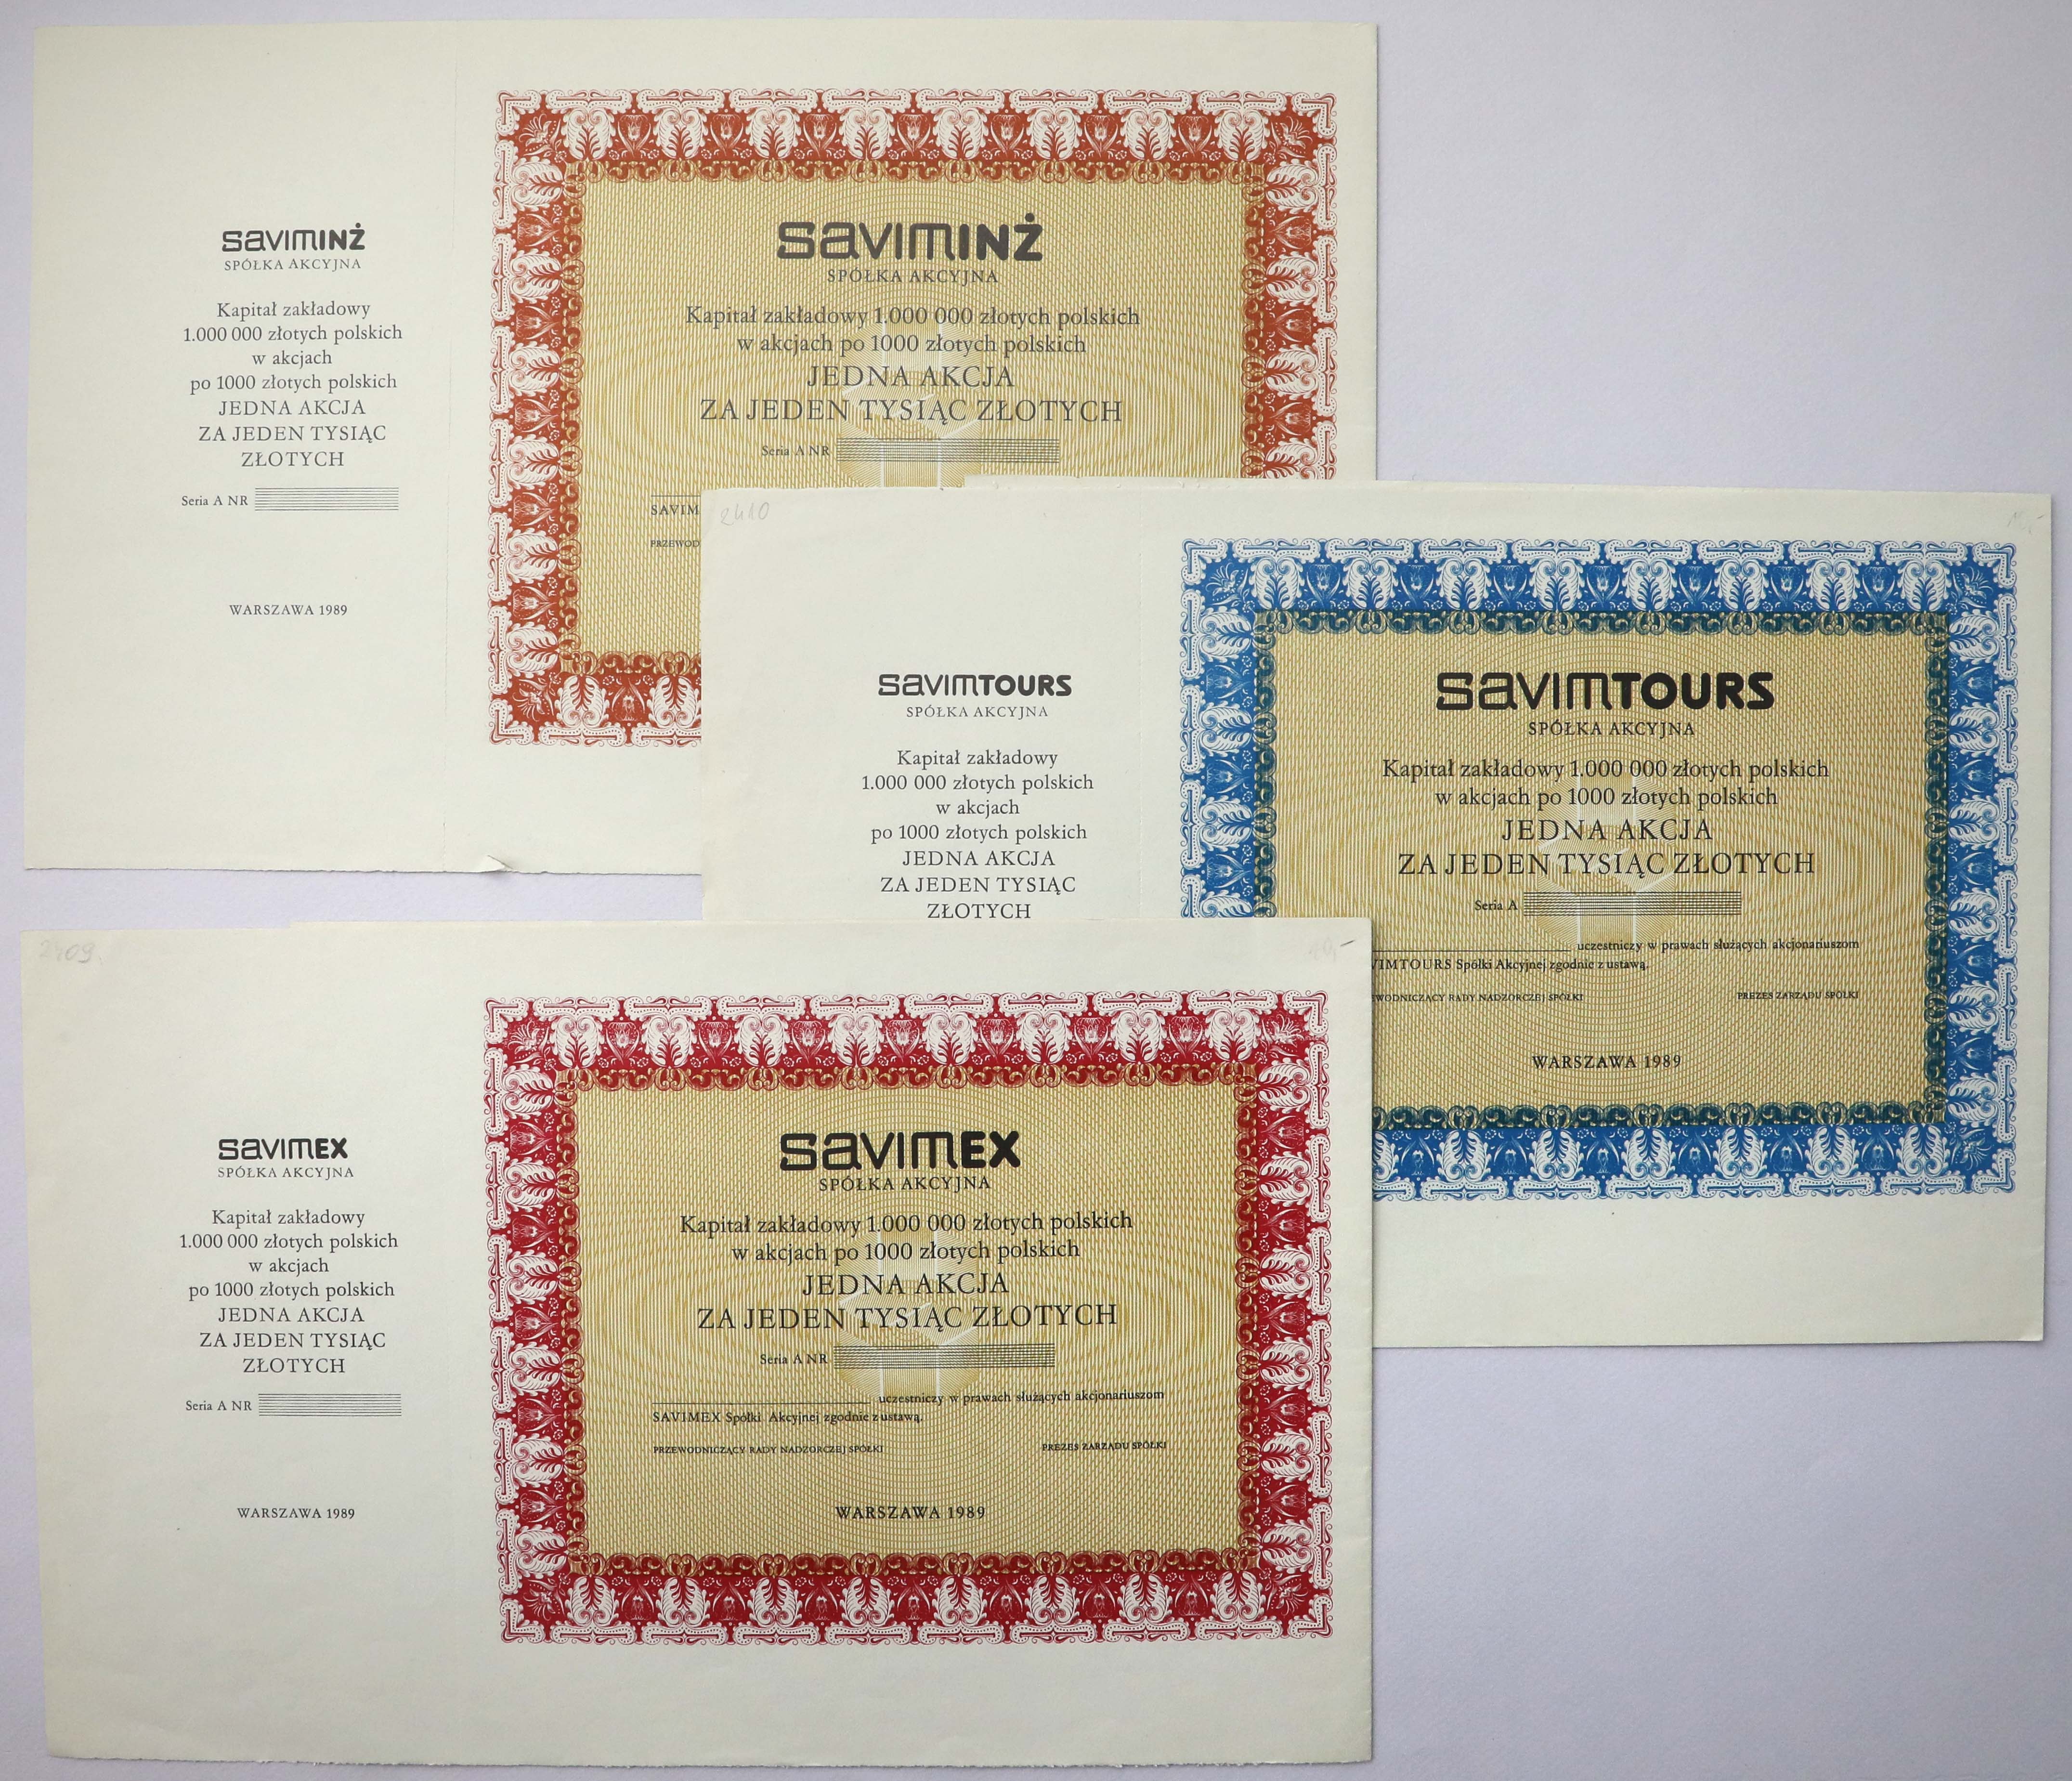 SAVIMINŻ
SPÓŁKA AKCYJNA
Kapitał zakładowy
1.000 000 złotych polskich
w akcjach
po 1000 złotych polskich
JEDNA AKCJA
ZA JEDEN TYSIĄC
ZŁOTYCH
Seria A NR
WARSZAWA 1989
SAVIMINŻ
SPÓŁKA AKCYJNA
Kapitał zakładowy 1.000 000 złotych polskich
w akcjach po 1000 złotych polskich
JEDNA AKCJA
ZA JEDEN TYSIĄC ZŁOTYCH
Seria A NR
SAVIM
PRZEWOD
2410
SAVIMTOURS
SPÓŁKA AKCYJNA
Kapitał zakładowy
1.000 000 złotych polskich
w akcjach
po 1000 złotych polskich
JEDNA AKCJA
ZA JEDEN TYSIĄC
ZŁOTYCH
SAVIMTOURS
SPÓŁKA AKCYJNA
Kapitał zakładowy 1.000 000 złotych polskich
w akcjach po 1000 złotych polskich
JEDNA AKCJA
ZA JEDEN TYSIĄC ZŁOTYCH
Seria A
uczestniczy w prawach służących akcjonariuszom
VIMTOURS Spółki Akcyjnej zgodnie z ustawą.
WODNICZĄCY RADY NADZORCZEJ SPÓŁKI PREZES ZARZĄDU SPÓŁKI
WARSZAWA 1989
2409.
SAVIMEX
SPÓŁKA AKCYJNA
Kapitał zakładowy
1.000 000 złotych polskich
w akcjach
po 1000 złotych polskich
JEDNA AKCJA
ZA JEDEN TYSIĄC
ZŁOTYCH
Seria A NR
WARSZAWA 1989
SAVIMEX
SPÓŁKA AKCYJNA
Kapitał zakładowy 1.000 000 złotych polskich
w akcjach po 1000 złotych polskich
JEDNA AKCJA
ZA JEDEN TYSIĄC ZŁOTYCH
Seria A NR
uczestniczy w prawach służących akcjonariuszom
SAVIMEX Spółki Akcyjnej zgodnie z ustawą.
PRZEWODNICZĄCY RADY NADZORCZEJ SPÓŁKI PREZES ZARZĄDU SPÓŁKI
WARSZAWA 1989